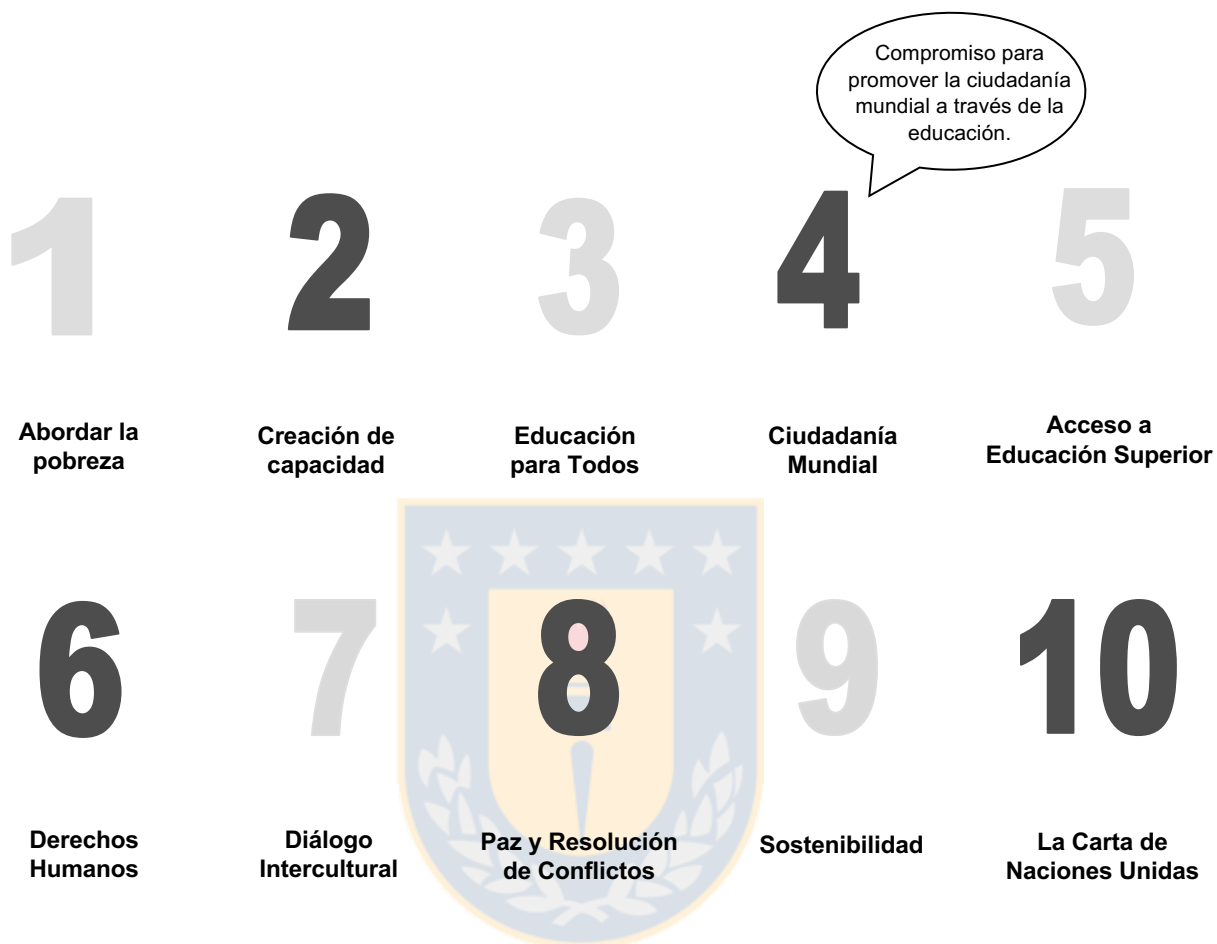 Compromiso para
promover la ciudadanía
mundial a través de la
educación.
1
2
3
4
5
Abordar la
pobreza
Creación de
capacidad
Educación
para Todos
Ciudadanía
Mundial
Acceso a
Educación Superior
6
7
8
9
10
Derechos
Humanos
Diálogo
Intercultural
Paz y Resolución
de Conflictos
Sostenibilidad
La Carta de
Naciones Unidas